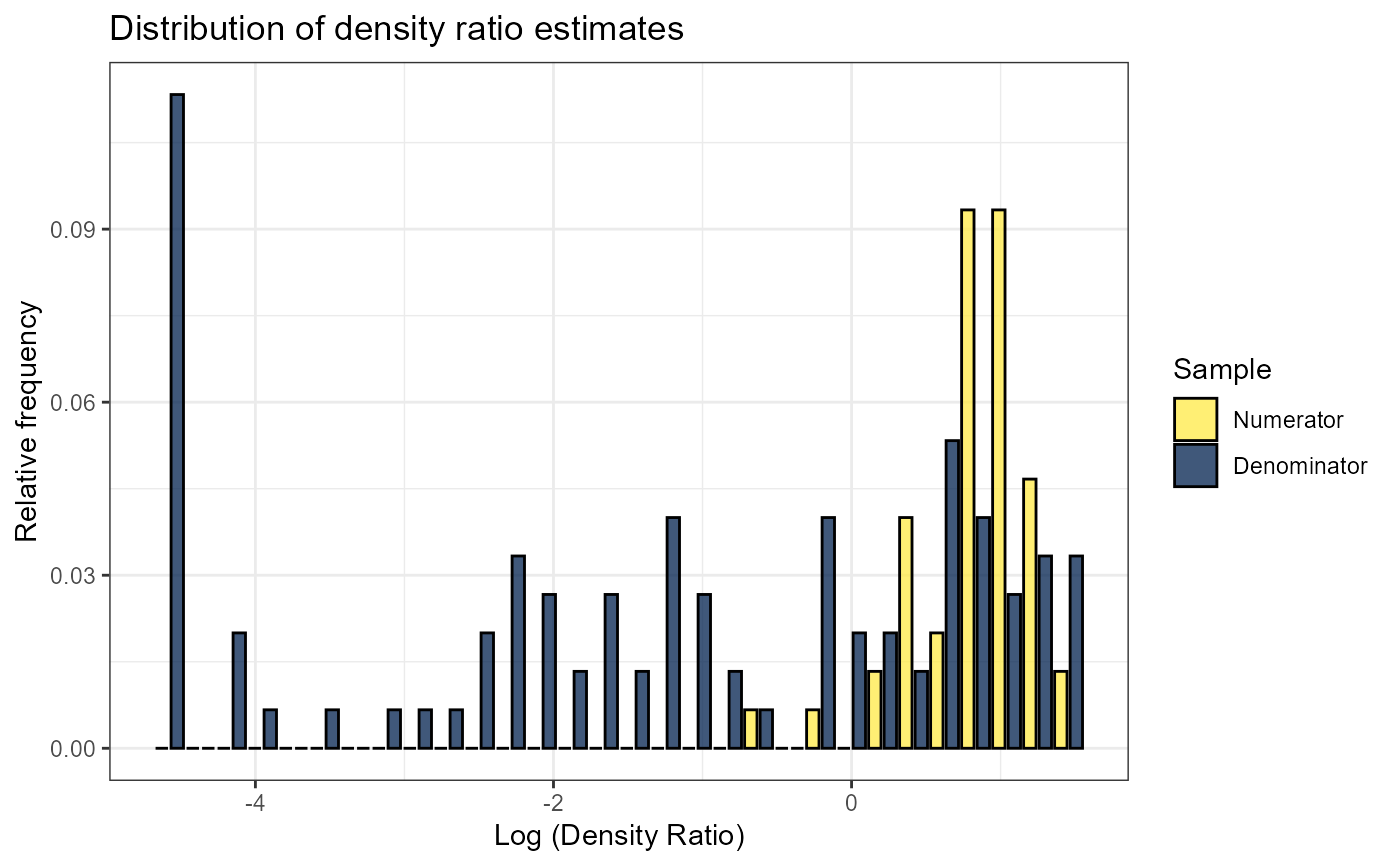 Distribution of density ratio estimates
0.09
0.06
0.03
0.00
Relative frequency
-4
-2
0
Log (Density Ratio)
Sample
Numerator
Denominator